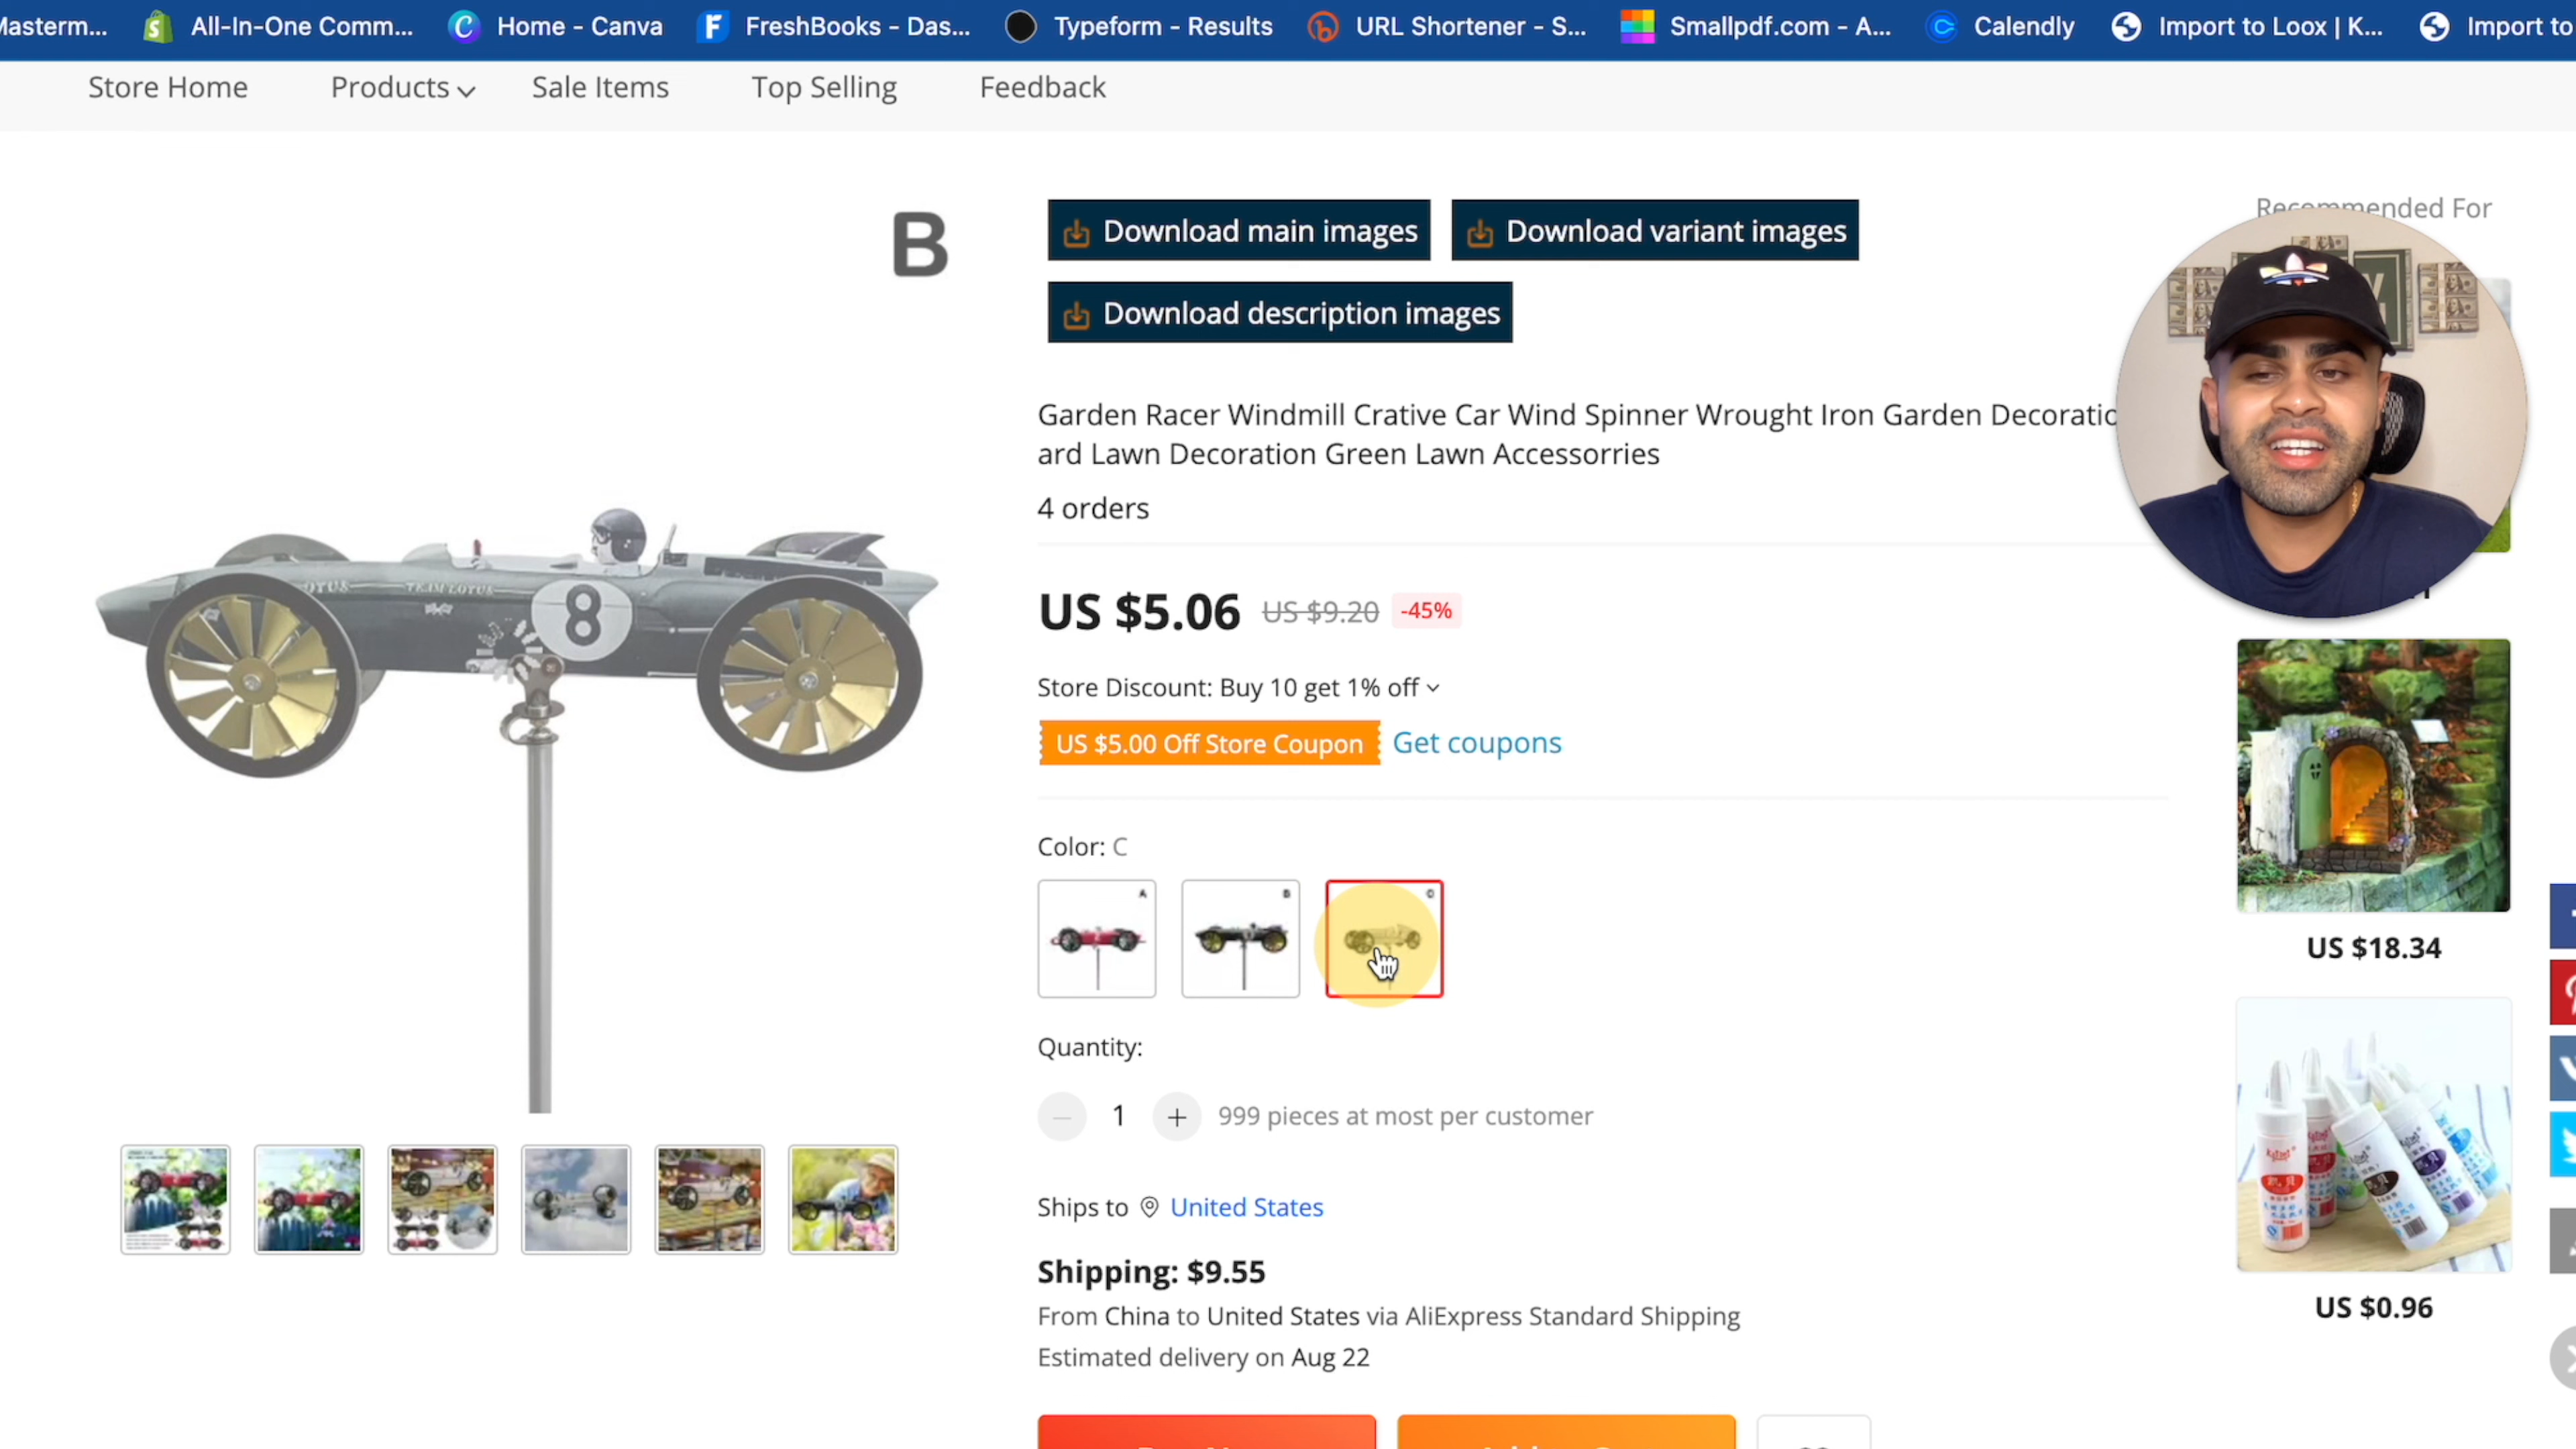 Masterm...
All-In-One Comm...
Home - Canva
FreshBooks - Das...
Typeform - Results
URL Shortener - S...
Smallpdf.com - A...
Calendly
Import to Loox | K...
Import to
Store Home
Products
Sale Items
Top Selling
Feedback
B
Download main images
Download variant images
Download description images
Recommended For
Garden Racer Windmill Crative Car Wind Spinner Wrought Iron Garden Decoratio
ard Lawn Decoration Green Lawn Accessorries
4 orders
US $5.06 US $9.20 -45%
TEAM LOTUS
8
Store Discount: Buy 10 get 1% off
US $5.00 Off Store Coupon Get coupons
Color: C
A
B
C
US $18.34
Quantity:
1 + 999 pieces at most per customer
Ships to United States
Shipping: $9.55
From China to United States via AliExpress Standard Shipping
Estimated delivery on Aug 22
US $0.96